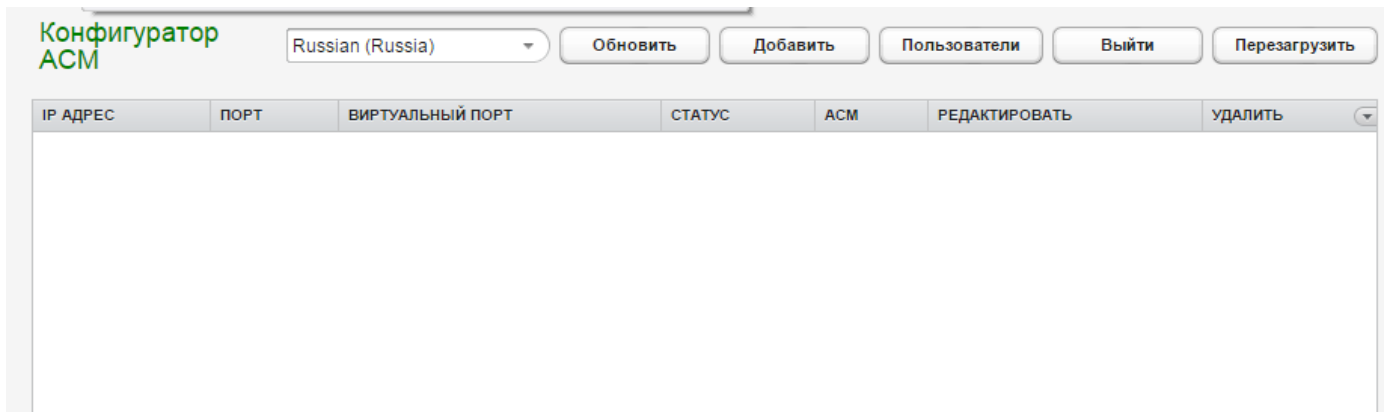 Конфигуратор
АСМ
Russian (Russia)
Обновить
Добавить
Пользователи
Выйти
Перезагрузить
IP АДРЕС ПОРТ ВИРТУАЛЬНЫЙ ПОРТ СТАТУС АСМ РЕДАКТИРОВАТЬ УДАЛИТЬ